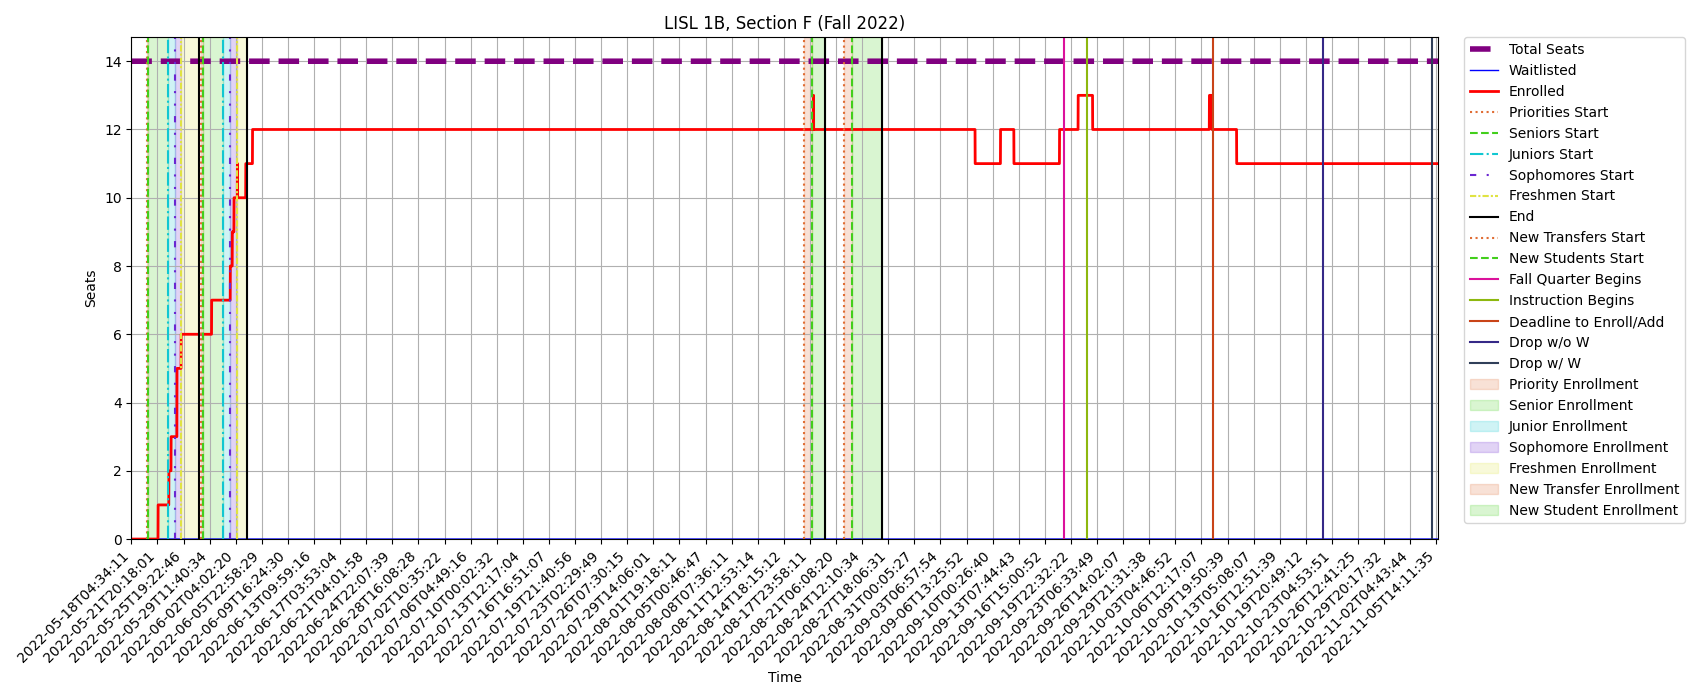 LISL 1B, Section F (Fall 2022)
Seats
14
12
10
8
6
4
2
0
2022-05-18T04:34:11
2022-05-21T20:18:01
2022-05-25T19:22:46
2022-05-29T11:40:34
2022-06-02T04:02:20
2022-06-05T22:58:29
2022-06-09T16:24:30
2022-06-13T09:59:16
2022-06-17T03:53:04
2022-06-21T04:01:58
2022-06-24T22:07:39
2022-06-28T16:08:28
2022-07-02T10:35:22
2022-07-06T04:49:16
2022-07-10T00:02:32
2022-07-13T12:17:04
2022-07-16T16:51:07
2022-07-19T21:40:56
2022-07-23T02:29:49
2022-07-26T07:30:15
2022-07-29T14:06:01
2022-08-01T19:18:11
2022-08-05T00:46:47
2022-08-08T07:36:11
2022-08-11T12:53:14
2022-08-14T18:15:12
2022-08-17T23:58:11
2022-08-21T06:08:20
2022-08-24T12:10:34
2022-08-27T18:06:31
2022-08-31T00:05:27
2022-09-03T06:57:54
2022-09-06T13:25:52
2022-09-10T00:26:40
2022-09-13T07:44:43
2022-09-16T15:00:52
2022-09-19T22:32:22
2022-09-23T06:33:49
2022-09-26T14:02:07
2022-09-29T21:31:38
2022-10-03T04:46:52
2022-10-06T12:17:07
2022-10-09T19:50:39
2022-10-13T05:08:07
2022-10-16T12:51:39
2022-10-19T20:49:12
2022-10-23T04:53:51
2022-10-26T12:41:25
2022-10-29T20:17:32
2022-11-02T04:43:44
2022-11-05T14:11:35
Time
Total Seats
Waitlisted
Enrolled
Priorities Start
Seniors Start
Juniors Start
Sophomores Start
Freshmen Start
End
New Transfers Start
New Students Start
Fall Quarter Begins
Instruction Begins
Deadline to Enroll/Add
Drop w/o W
Drop w/ W
Priority Enrollment
Senior Enrollment
Junior Enrollment
Sophomore Enrollment
Freshmen Enrollment
New Transfer Enrollment
New Student Enrollment